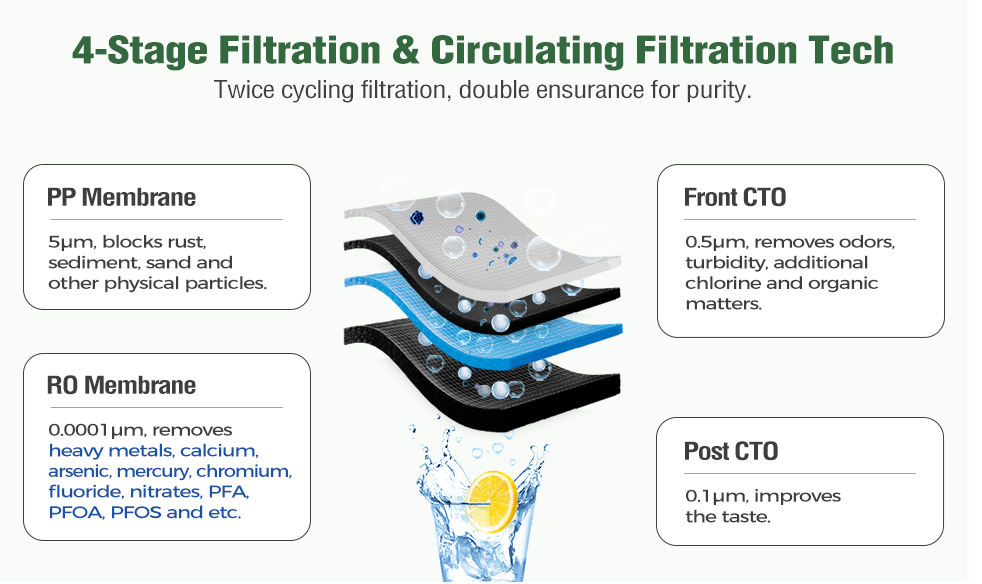 4-Stage Filtration & Circulating Filtration Tech
Twice cycling filtration, double ensurance for purity.
PP Membrane
5μm, blocks rust,
sediment, sand and
other physical particles.
Front CTO
0.5μm, removes odors,
turbidity, additional
chlorine and organic
matters.
RO Membrane
0.0001μm, removes
heavy metals, calcium,
arsenic, mercury, chromium,
fluoride, nitrates, PFA,
PFOA, PFOS and etc.
Post CTO
0.1μm, improves
the taste.